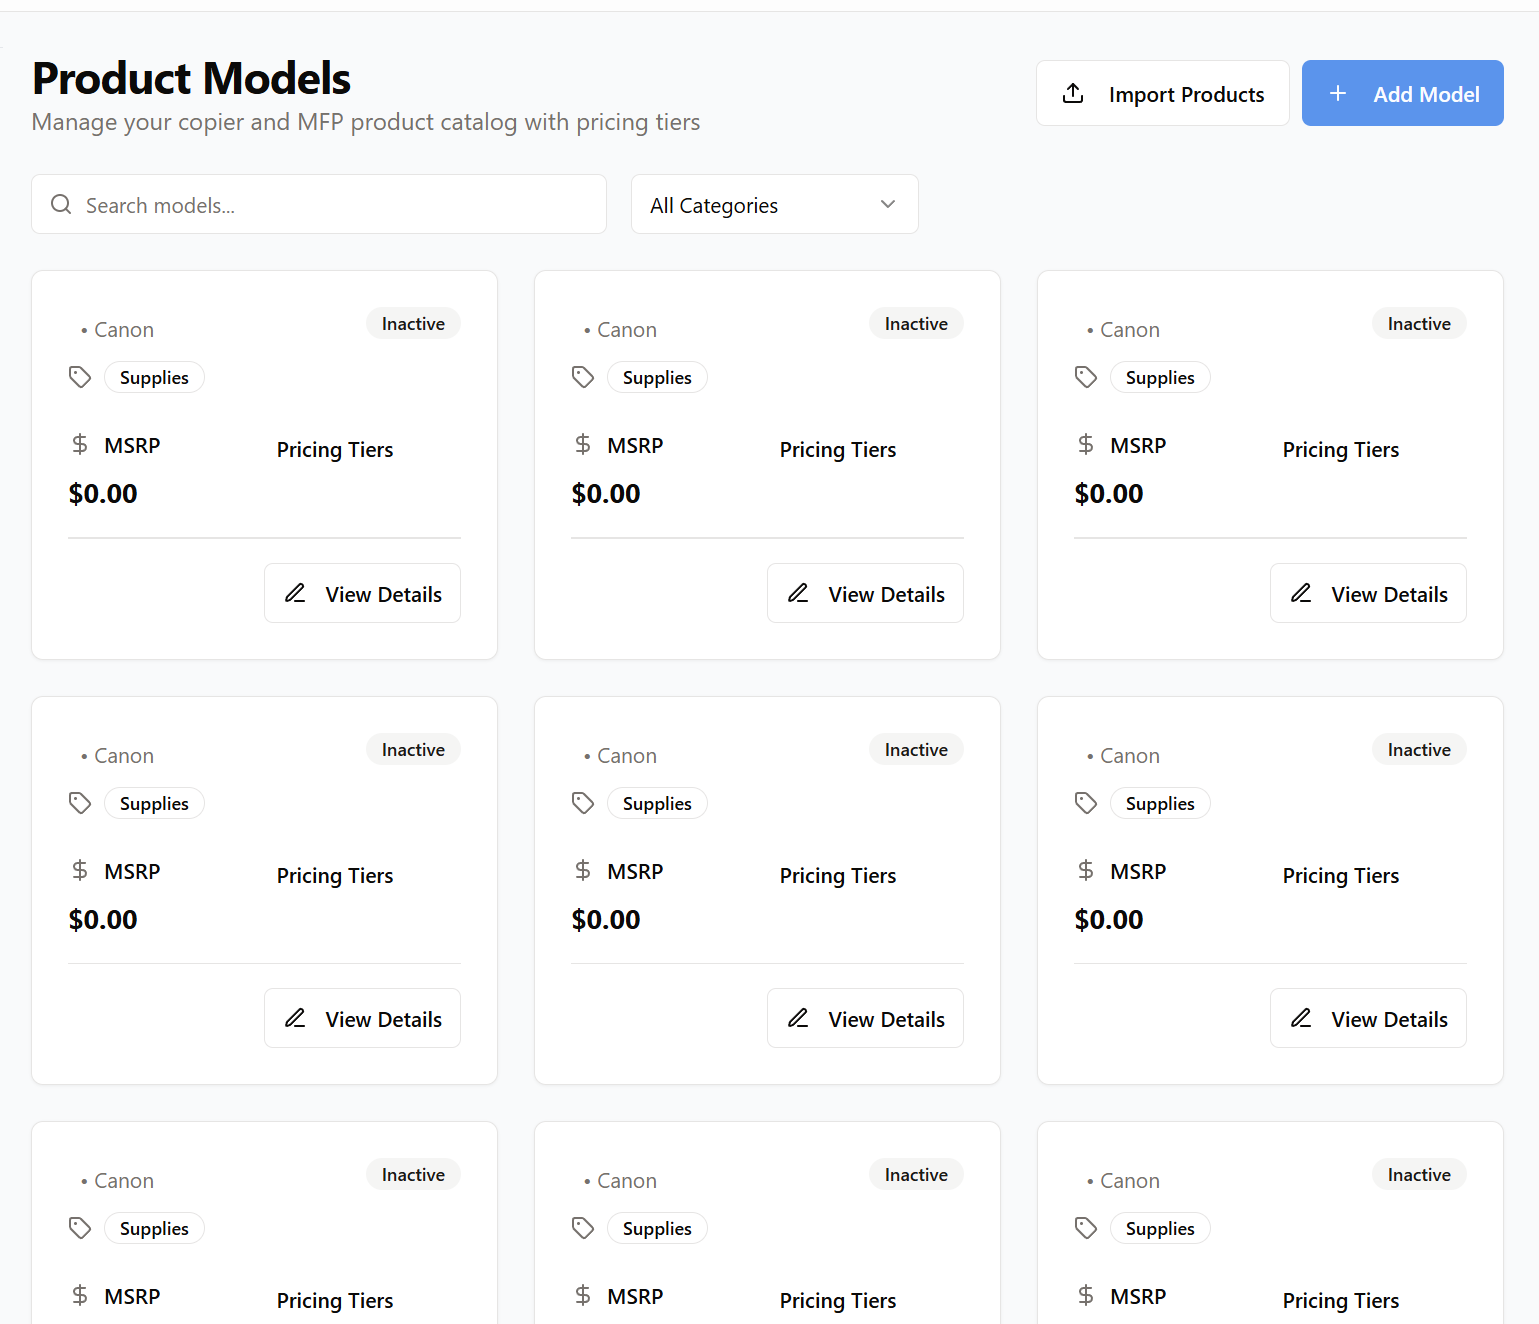 Product Models
Manage your copier and MFP product catalog with pricing tiers
Import Products
Add Model
Search models...
All Categories
• Canon
Inactive
Supplies
MSRP
Pricing Tiers
$0.00
View Details
• Canon
Inactive
Supplies
MSRP
Pricing Tiers
$0.00
View Details
• Canon
Inactive
Supplies
MSRP
Pricing Tiers
$0.00
View Details
• Canon
Inactive
Supplies
MSRP
Pricing Tiers
$0.00
View Details
• Canon
Inactive
Supplies
MSRP
Pricing Tiers
$0.00
View Details
• Canon
Inactive
Supplies
MSRP
Pricing Tiers
$0.00
View Details
• Canon
Inactive
Supplies
MSRP
Pricing Tiers
• Canon
Inactive
Supplies
MSRP
Pricing Tiers
• Canon
Inactive
Supplies
MSRP
Pricing Tiers